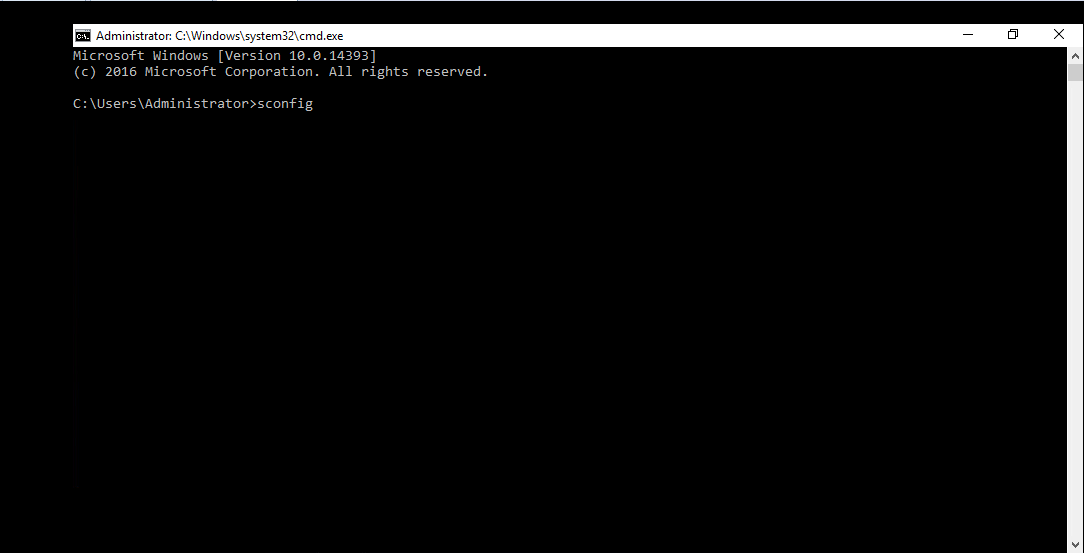 Administrator: C:\Windows\system32\cmd.exe
Microsoft Windows [Version 10.0.14393]
(c) 2016 Microsoft Corporation. All rights reserved.
C:\Users\Administrator>sconfig